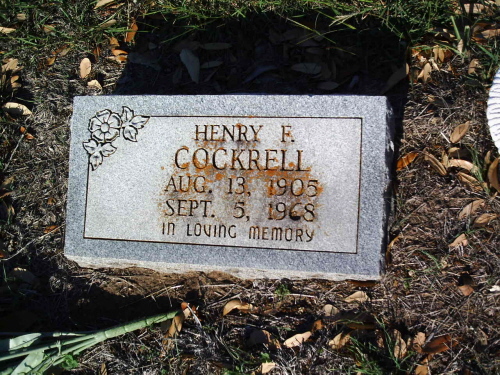 HENRY F.
COCKRELL
AUG. 13, 1905
SEPT. 5, 1968
IN LOVING MEMORY